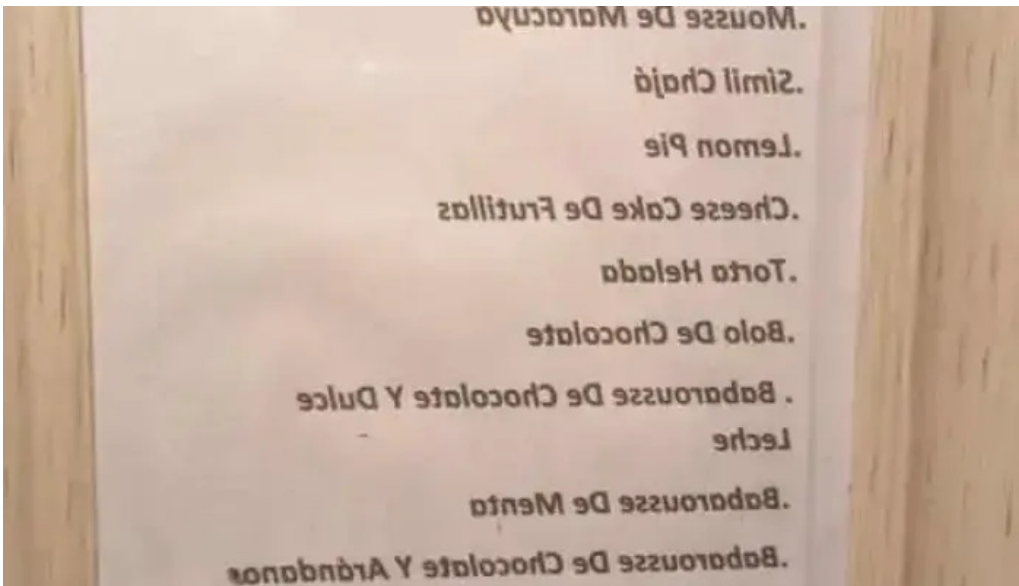 .Mousse De Maracuya
.Símil Chajá
.Lemon Pie
.Cheese Cake De Frutillas
.Torta Helada
.Bolo De Chocolate
. Babarousse De Chocolate Y Dulce
Leche
.Babarousse De Menta
.Babarousse De Chocolate Y Arándanos